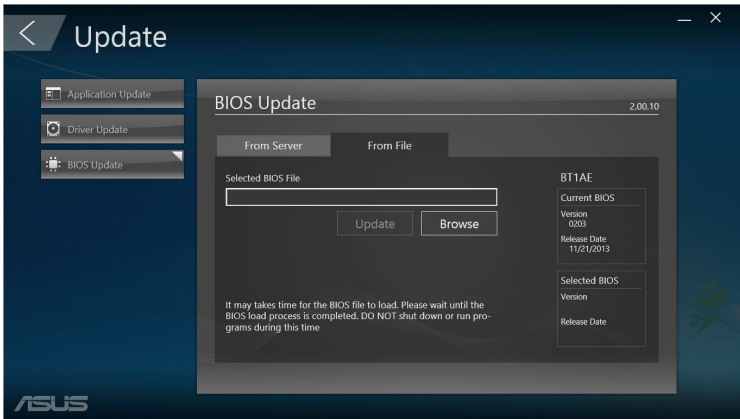 Update
Application Update
Driver Update
BIOS Update
BIOS Update
2.00.10
From Server
From File
Selected BIOS File
Update
Browse
It may takes time for the BIOS file to load. Please wait until the
BIOS load process is completed. DO NOT shut down or run pro-
grams during this time
BT1AE
Current BIOS
Version
0203
Release Date
11/21/2013
Selected BIOS
Version
Release Date
ASUS